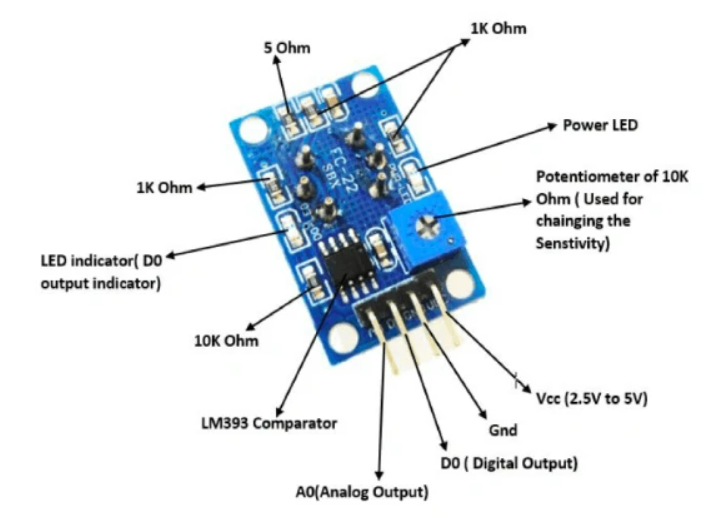 1K Ohm
5 Ohm
Power LED
FC-22
SBX
1K Ohm
Potentiometer of 10K
Ohm ( Used for
chainging the
Senstivity)
LED indicator( D0
output indicator)
10K Ohm
Vcc (2.5V to 5V)
LM393 Comparator
Gnd
D0 ( Digital Output)
A0(Analog Output)